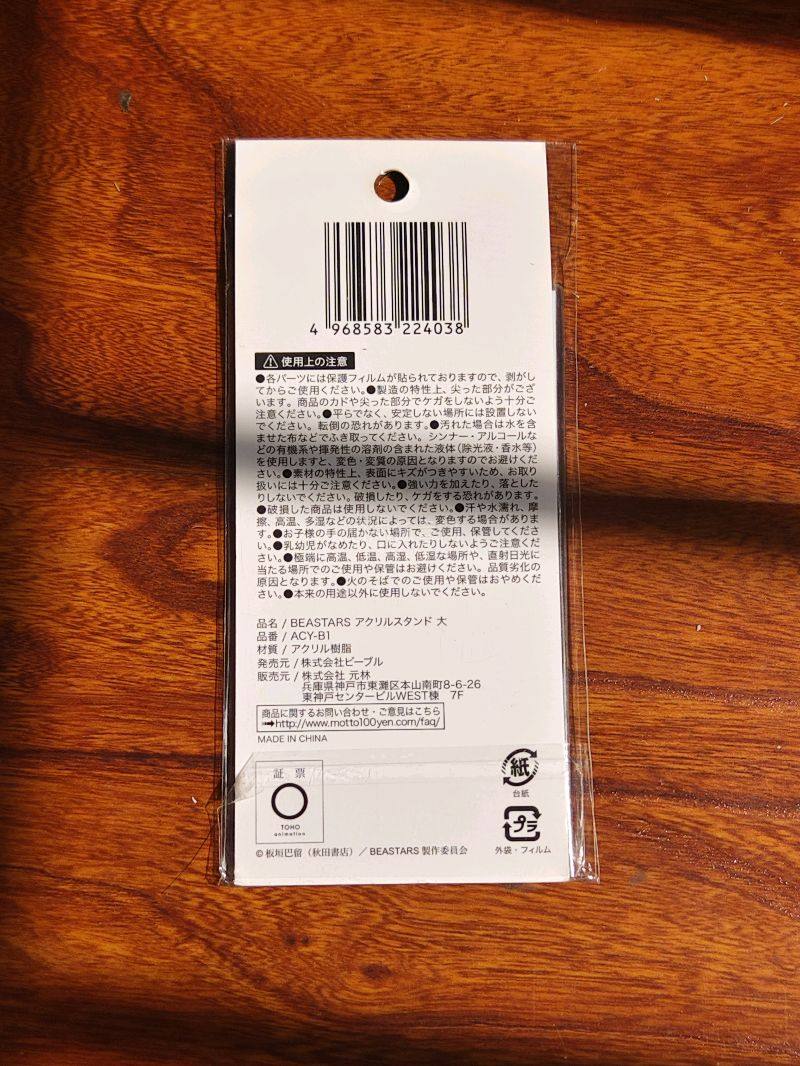 4 968583 224038
⚠ 使用上の注意
●各パーツには保護フィルムが貼られておりますので、剥がし
てからご使用ください。●製造の特性上、尖った部分がござ
います。商品のカドや尖った部分でケガをしないよう十分ご
注意ください。●平らでなく、安定しない場所には設置しない
でください。転倒の恐れがあります。●汚れた場合は水を含
ませた布などでふき取ってください。シンナー・アルコールな
どの有機系や揮発性の溶剤の含まれた液体(除光液・香水等)
を使用しますと、変色・変質の原因となりますのでお避けくだ
さい。●素材の特性上、表面にキズがつきやすいため、お取り
扱いには十分ご注意ください。●強い力を加えたり、落とした
りしないでください。破損したり、ケガをする恐れがあります。
●破損した商品は使用しないでください。●汗や水濡れ、摩
擦、高温、多湿などの状況によっては、変色する場合がありま
す。●お子様の手の届かない場所で、ご使用、保管してくださ
い。●乳幼児がなめたり、口に入れたりしないようご注意くだ
さい。●極端に高温、低温、高湿、低湿な場所や、直射日光に
当たる場所でのご使用や保管はお避けください。品質劣化の
原因となります。●火のそばでのご使用や保管はおやめくだ
さい。●本来の用途以外に使用しないでください。
品名 / BEASTARS アクリルスタンド 大
品番 / ACY-B1
材質 / アクリル樹脂
発売元 / 株式会社ビーブル
販売元 / 株式会社 元林
兵庫県神戸市東灘区本山南町8-6-26
東神戸センタービルWEST棟 7F
商品に関するお問い合わせ・ご意見はこちら
➡http://www.motto100yen.com/faq/
MADE IN CHINA
証 票
TOHO
animation
紙
台紙
プラ
外袋・フィルム
© 板垣巴留(秋田書店)/ BEASTARS 製作委員会